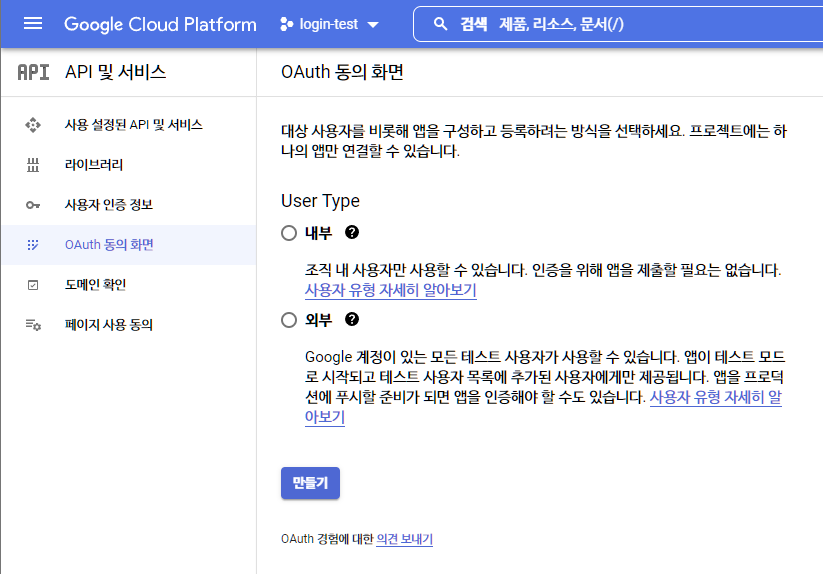 Google Cloud Platform login-test 검색 제품, 리소스, 문서(/)
API API 및 서비스
OAuth 동의 화면
사용 설정된 API 및 서비스
라이브러리
사용자 인증 정보
OAuth 동의 화면
도메인 확인
페이지 사용 동의
대상 사용자를 비롯해 앱을 구성하고 등록하려는 방식을 선택하세요. 프로젝트에는 하
나의 앱만 연결할 수 있습니다.
User Type
내부
조직 내 사용자만 사용할 수 있습니다. 인증을 위해 앱을 제출할 필요는 없습니다.
사용자 유형 자세히 알아보기
외부
Google 계정이 있는 모든 테스트 사용자가 사용할 수 있습니다. 앱이 테스트 모드
로 시작되고 테스트 사용자 목록에 추가된 사용자에게만 제공됩니다. 앱을 프로덕
션에 푸시할 준비가 되면 앱을 인증해야 할 수도 있습니다. 사용자 유형 자세히 알
아보기
만들기
OAuth 경험에 대한 의견 보내기